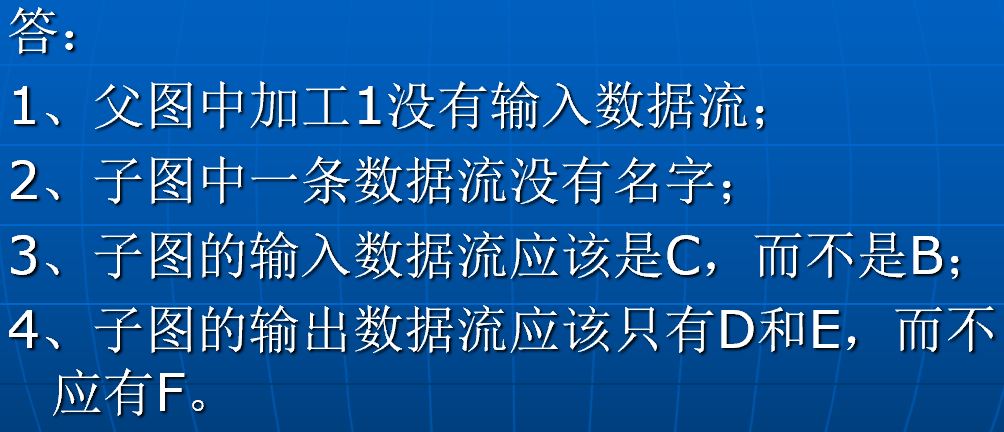 答：
1、父图中加工1没有输入数据流；
2、子图中一条数据流没有名字；
3、子图的输入数据流应该是C，而不是B；
4、子图的输出数据流应该只有D和E，而不
应有F。